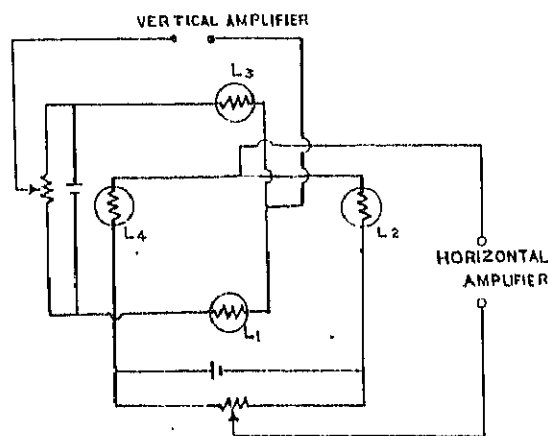 VERTICAL AMPLIFIER
L3
L4
L2
HORIZONTAL
AMPLIFIER
L1